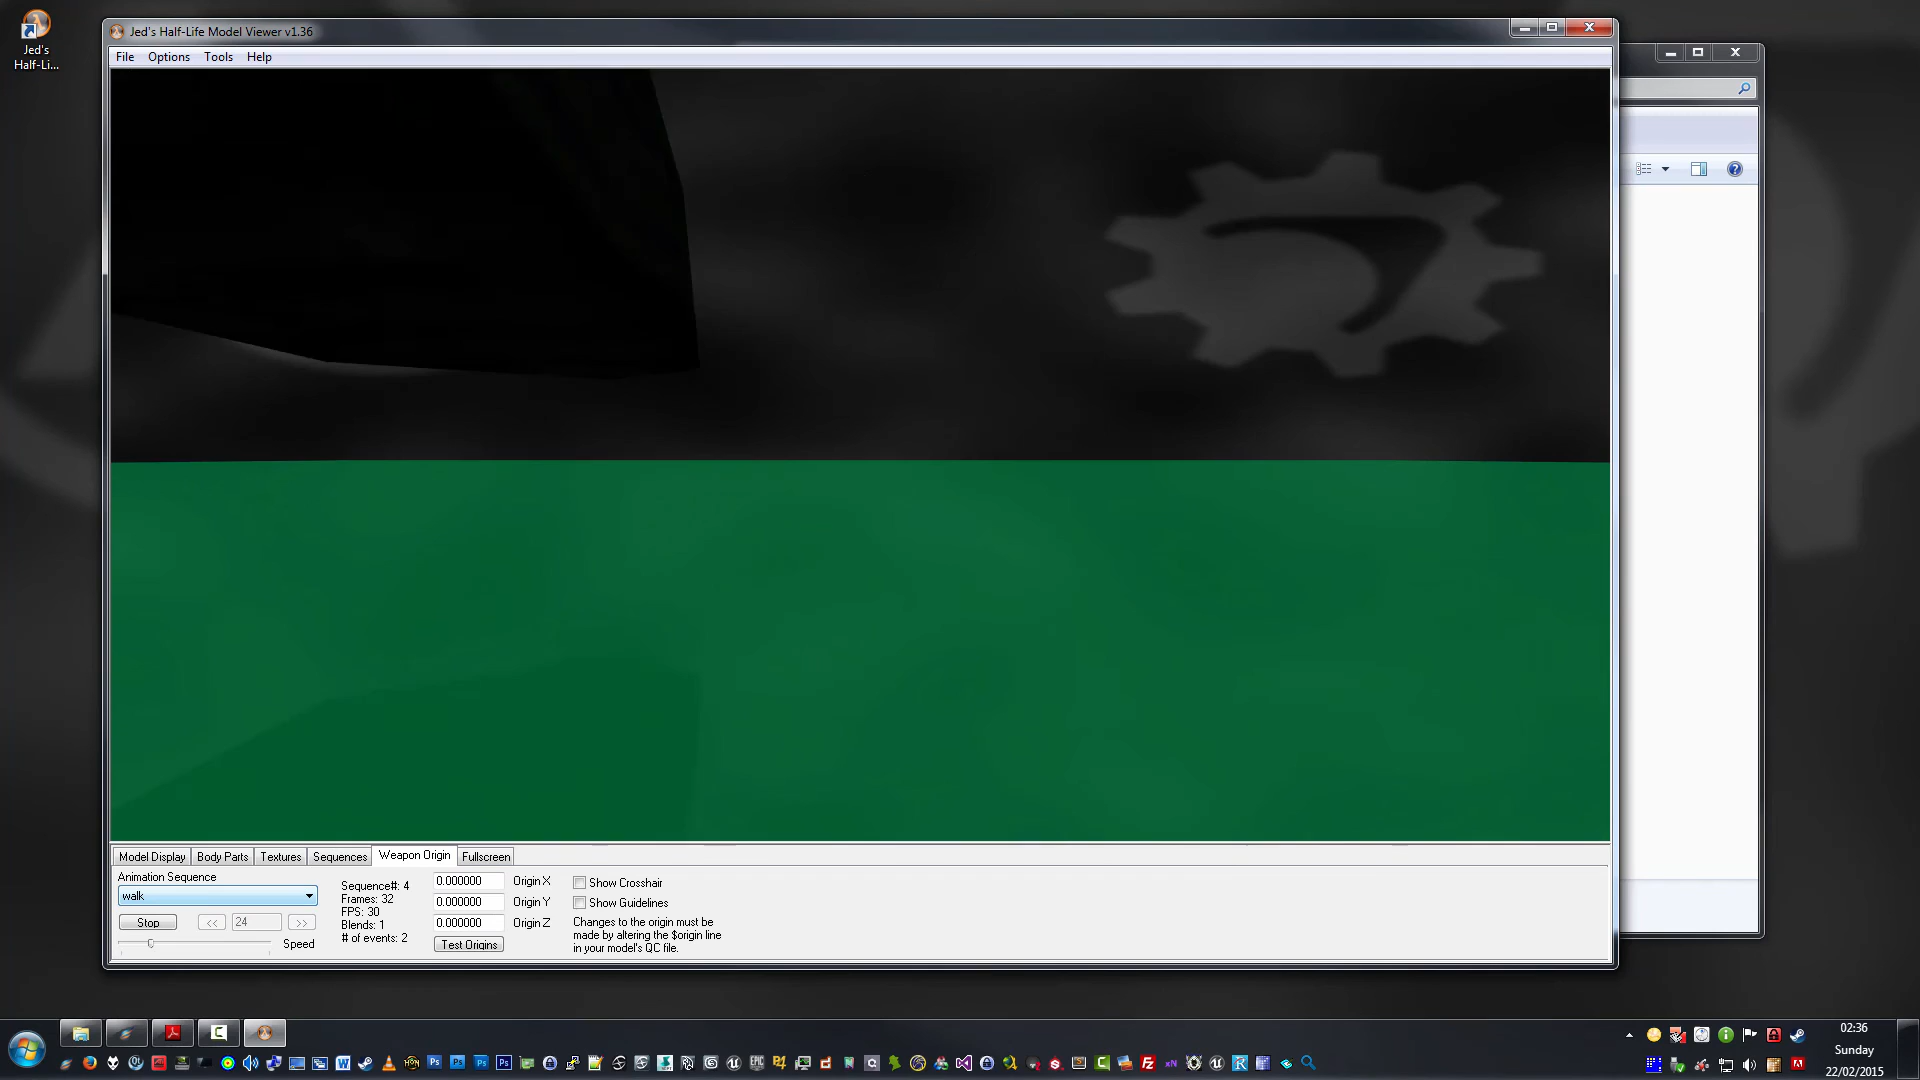 Jed's
Half-Li...
Jed's Half-Life Model Viewer v1.36
File Options Tools Help
Model Display Body Parts Textures Sequences Weapon Origin Fullscreen
Animation Sequence
walk
Stop << 24 >>
Speed
Sequence#: 4
Frames: 32
FPS: 30
Blends: 1
# of events: 2
0.000000 Origin X
0.000000 Origin Y
0.000000 Origin Z
Test Origins
Show Crosshair
Show Guidelines
Changes to the origin must be
made by altering the $origin line
in your model's QC file.
02:36
Sunday
22/02/2015